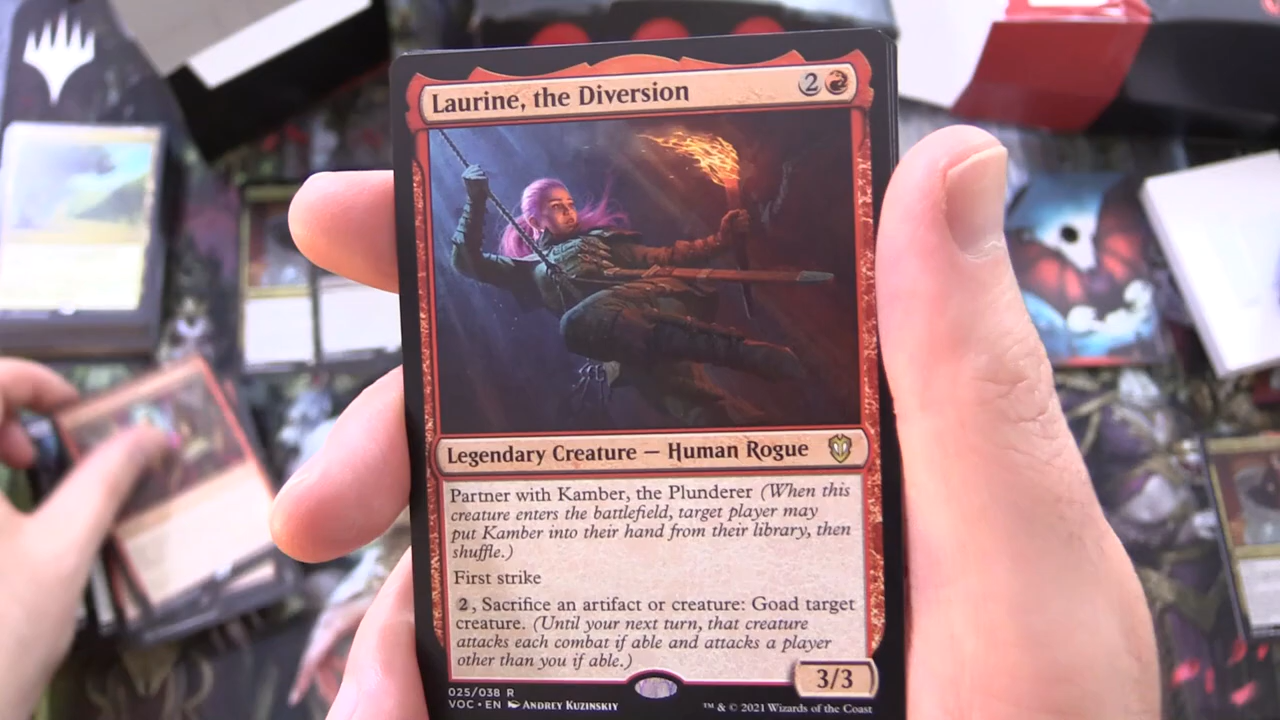 Laurine, the Diversion 2
Legendary Creature — Human Rogue
Partner with Kamber, the Plunderer (When this
creature enters the battlefield, target player may
put Kamber into their hand from their library, then
shuffle.)
First strike
2, Sacrifice an artifact or creature: Goad target
creature. (Until your next turn, that creature
attacks each combat if able and attacks a player
other than you if able.)
3/3
025/038 R
VOC • EN Andrey Kuzinskiy
™ & © 2021 Wizards of the Coast